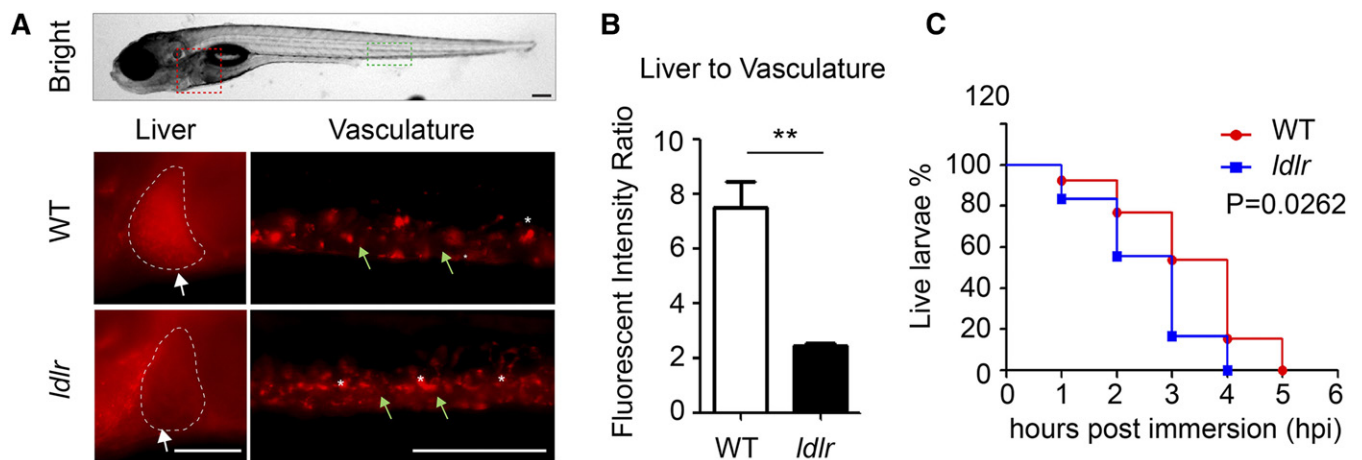 A
Bright
Liver
Vasculature
WT
ldlr
*
*
* * *
B
Liver to Vasculature
Fluorescent Intensity Ratio
10
8
6
4
2
0
**
WT
ldlr
C
Live larvae %
120
100
80
60
40
20
0
0 1 2 3 4 5 6
hours post immersion (hpi)
WT
ldlr
P=0.0262